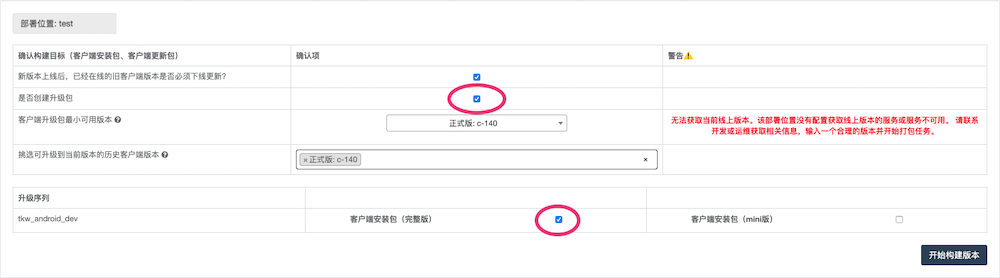 部署位置: test
确认构建目标（客户端安装包、客户端更新包） 确认项 警告⚠️
新版本上线后，已经在线的旧客户端版本是否必须下线更新?
是否创建升级包
客户端升级包最小可用版本 正式版: c-140 无法获取当前线上版本。该部署位置没有配置获取线上版本的服务或服务不可用。 请联系
开发或运维获取相关信息，输入一个合理的版本并开始打包任务。
挑选可升级到当前版本的历史客户端版本 ×正式版: c-140 ×
升级序列
tkw_android_dev 客户端安装包（完整版） 客户端安装包（mini版）
开始构建版本